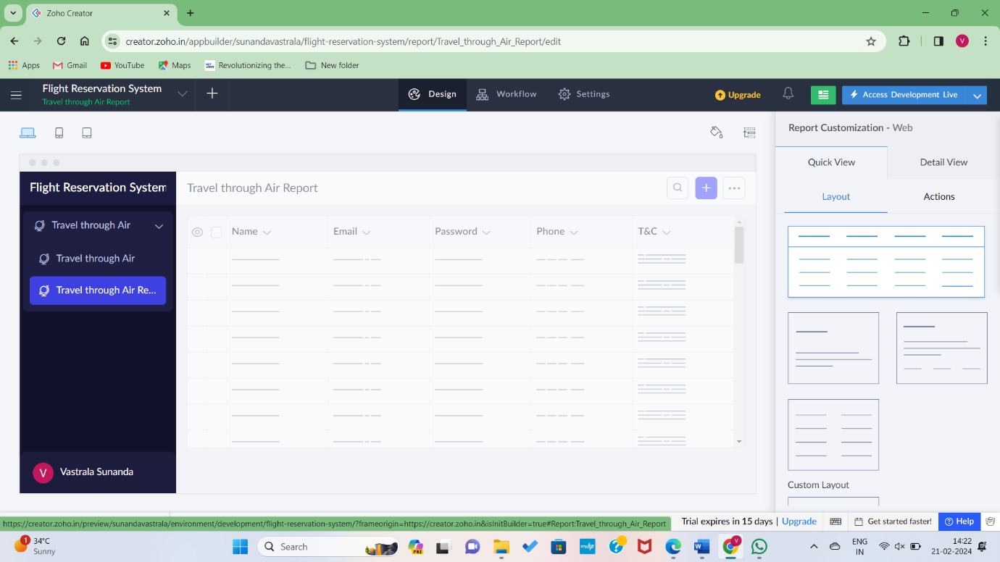 Zoho Creator
creator.zoho.in/appbuilder/sunandavastrala/flight-reservation-system/report/Travel_through_Air_Report/edit
V
Apps
Gmail
YouTube
Maps
Revolutionizing the...
New folder
Flight Reservation System
Travel through Air Report
Design
Workflow
Settings
Upgrade
Access Development Live
Report Customization - Web
Quick View
Detail View
Layout
Actions
Flight Reservation System
Travel through Air
Travel through Air
Travel through Air Re...
Travel through Air Report
Name
Email
Password
Phone
T&C
Custom Layout
V
Vastrala Sunanda
https://creator.zoho.in/preview/sunandavastrala/environment/development/flight-reservation-system/?frameorigin=https://creator.zoho.in&isInitBuilder=true#Report:Travel_through_Air_Report
Trial expires in 15 days | Upgrade
Get started faster!
Help
1
34°C
Sunny
Search
PRE
myhp
W
V
ENG
IN
14:22
21-02-2024